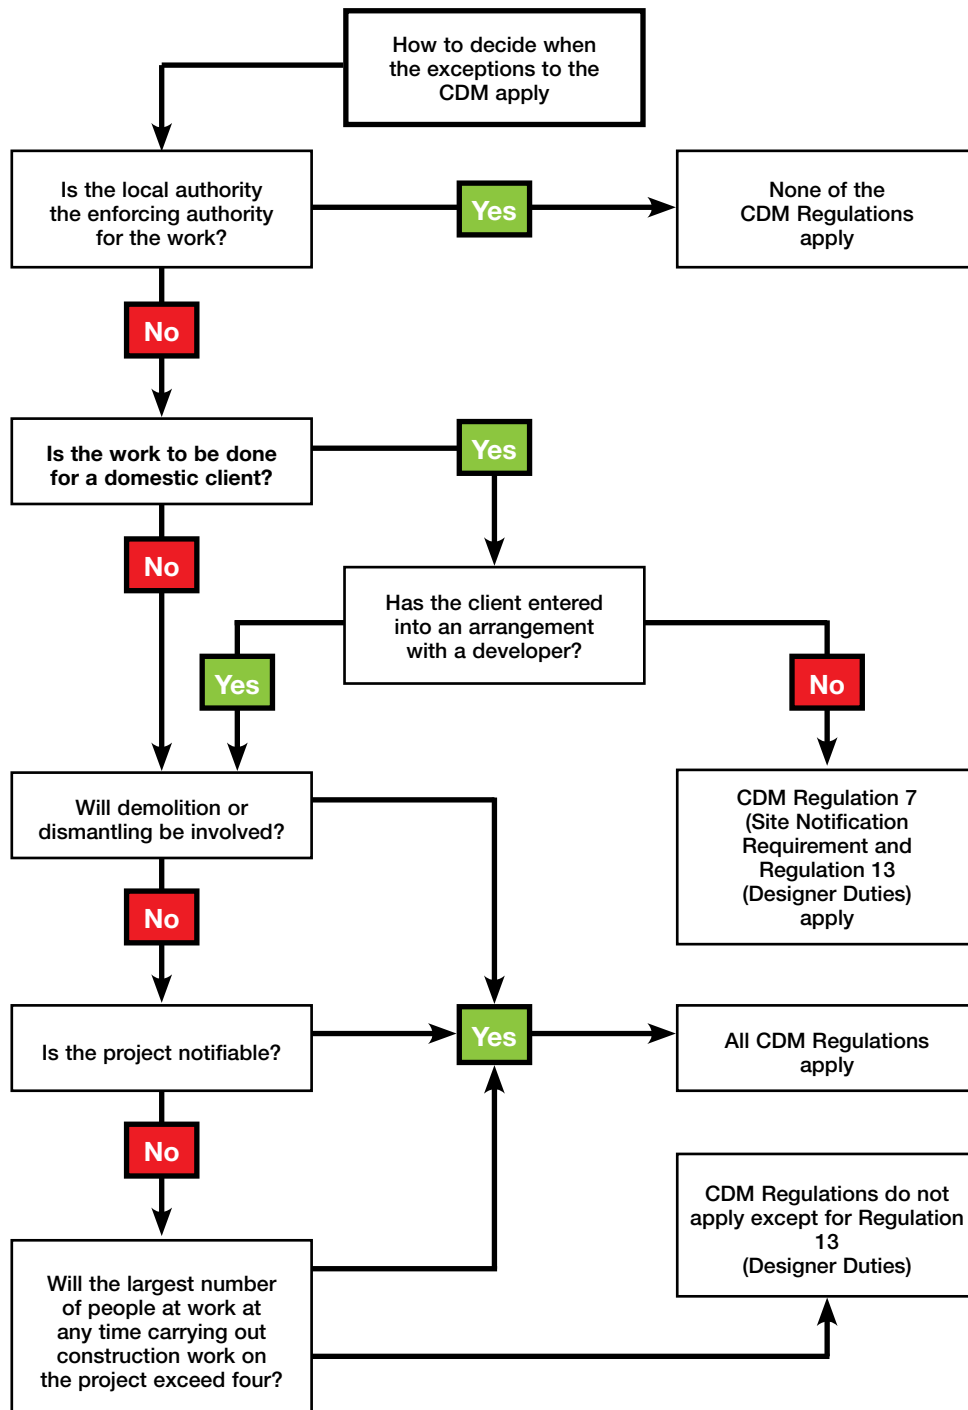 How to decide when
the exceptions to the
CDM apply
Is the local authority
the enforcing authority
for the work?
Yes
None of the
CDM Regulations
apply
No
Is the work to be done
for a domestic client?
Yes
No
Has the client entered
into an arrangement
with a developer?
Yes
No
Will demolition or
dismantling be involved?
CDM Regulation 7
(Site Notification
Requirement and
Regulation 13
(Designer Duties)
apply
No
Is the project notifiable?
Yes
All CDM Regulations
apply
No
CDM Regulations do not
apply except for Regulation
13
(Designer Duties)
Will the largest number
of people at work at
any time carrying out
construction work on
the project exceed four?